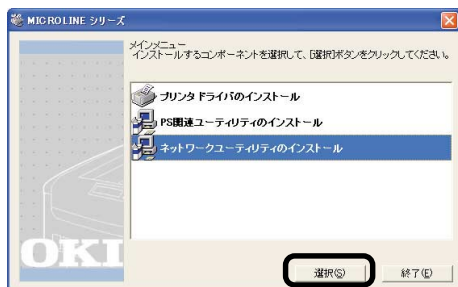 MICROLINE シリーズ
メインメニュー
インストールするコンポーネントを選択して、[選択]ボタンをクリックしてください。
プリンタ ドライバのインストール
PS関連ユーティリティのインストール
ネットワークユーティリティのインストール
OKI
選択(S)
終了(E)